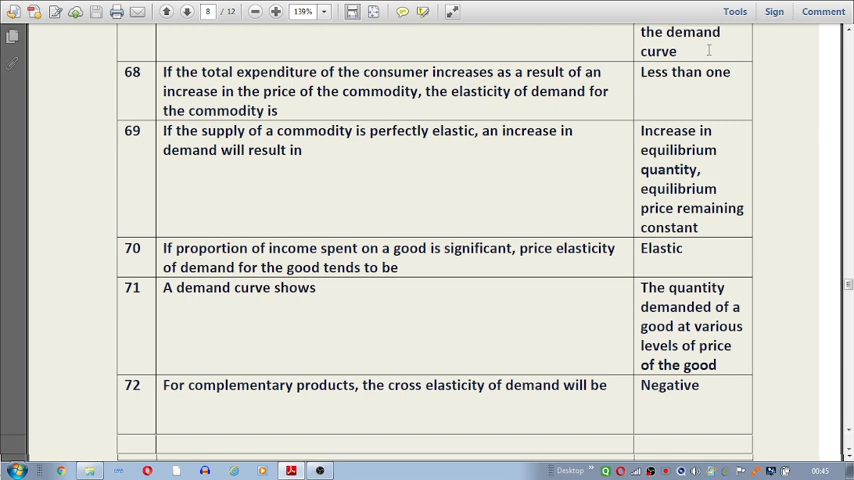 8 / 12
139%
Tools
Sign
Comment
the demand
curve
68
If the total expenditure of the consumer increases as a result of an
increase in the price of the commodity, the elasticity of demand for
the commodity is
Less than one
69
If the supply of a commodity is perfectly elastic, an increase in
demand will result in
Increase in
equilibrium
quantity,
equilibrium
price remaining
constant
70
If proportion of income spent on a good is significant, price elasticity
of demand for the good tends to be
Elastic
71
A demand curve shows
The quantity
demanded of a
good at various
levels of price
of the good
72
For complementary products, the cross elasticity of demand will be
Negative
Desktop
00:45